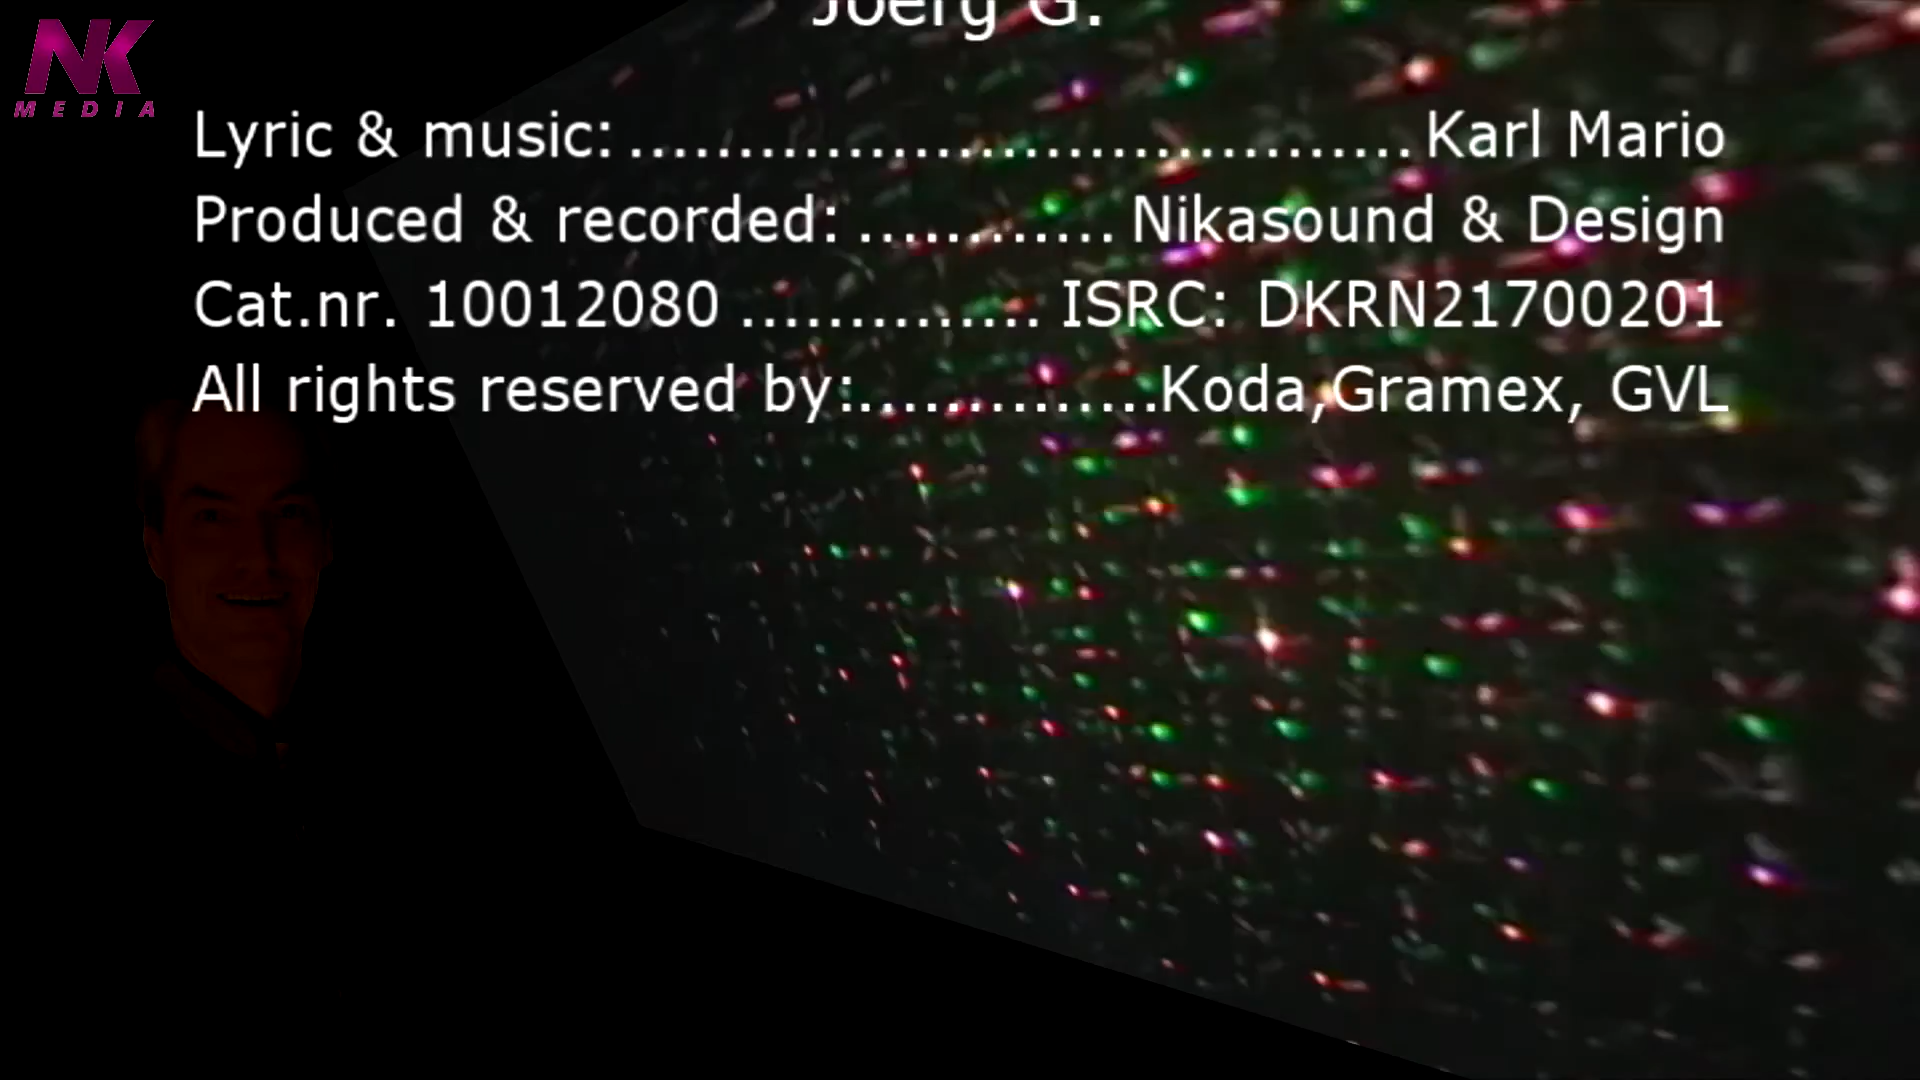 Joerg G.
NK
MEDIA
Lyric & music:.................................... Karl Mario
Produced & recorded: ............ Nikasound & Design
Cat.nr. 10012080 .............. ISRC: DKRN21700201
All rights reserved by:..............Koda,Gramex, GVL